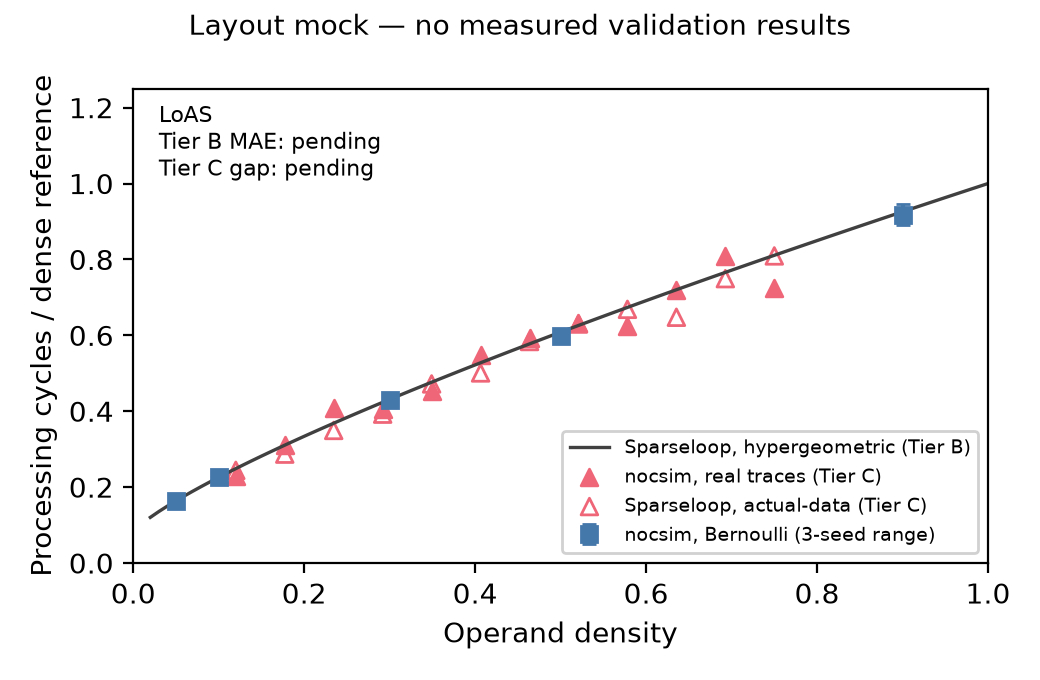 Layout mock — no measured validation results
Processing cycles / dense reference
1.2
1.0
0.8
0.6
0.4
0.2
0.0
LoAS
Tier B MAE: pending
Tier C gap: pending
Sparseloop, hypergeometric (Tier B)
nocsim, real traces (Tier C)
Sparseloop, actual-data (Tier C)
nocsim, Bernoulli (3-seed range)
0.0 0.2 0.4 0.6 0.8 1.0
Operand density